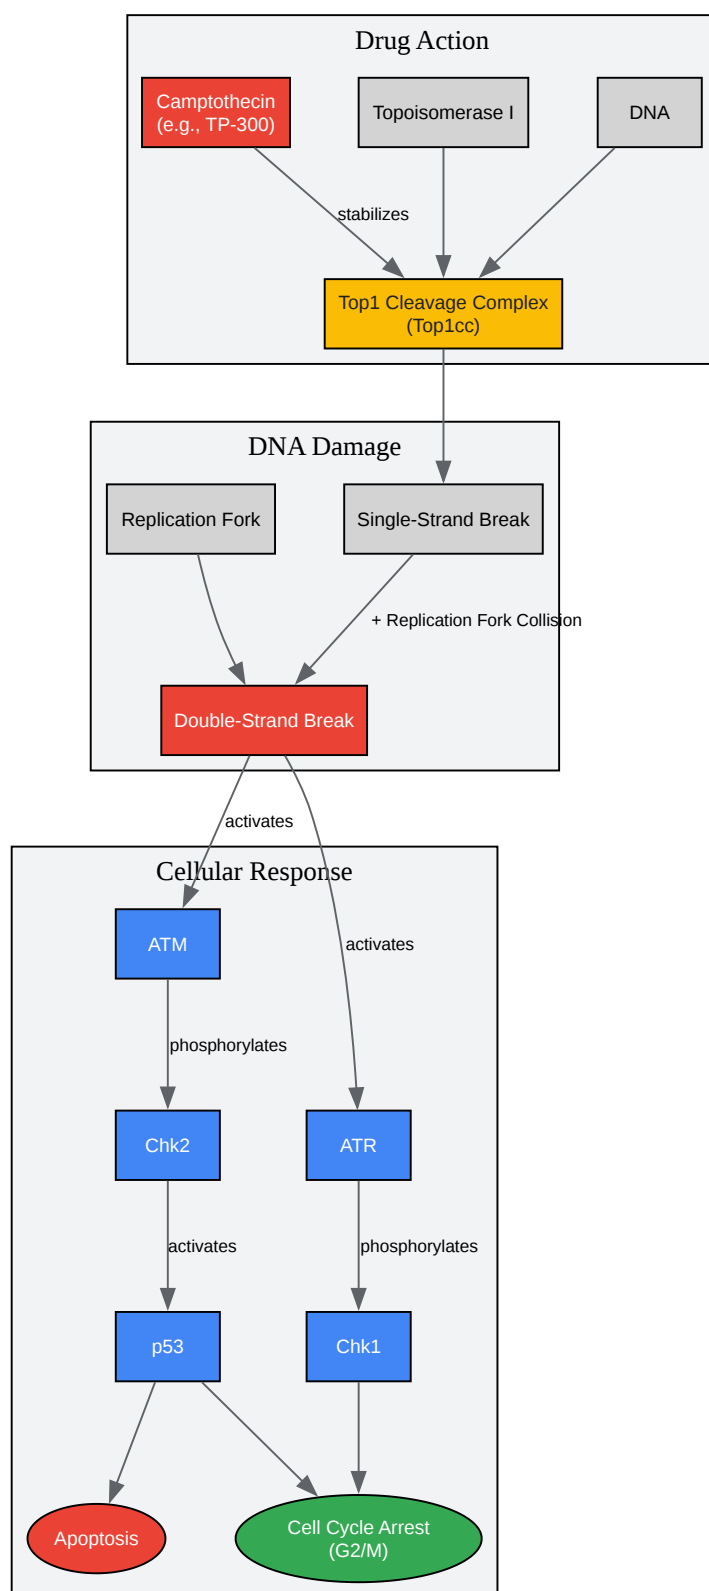 Drug Action
Camptothecin
(e.g., TP-300)
Topoisomerase I
DNA
stabilizes
Top1 Cleavage Complex
(Top1cc)
DNA Damage
Replication Fork
Single-Strand Break
+ Replication Fork Collision
Double-Strand Break
activates
Cellular Response
ATM
activates
phosphorylates
Chk2
ATR
activates
phosphorylates
p53
Chk1
Apoptosis
Cell Cycle Arrest
(G2/M)